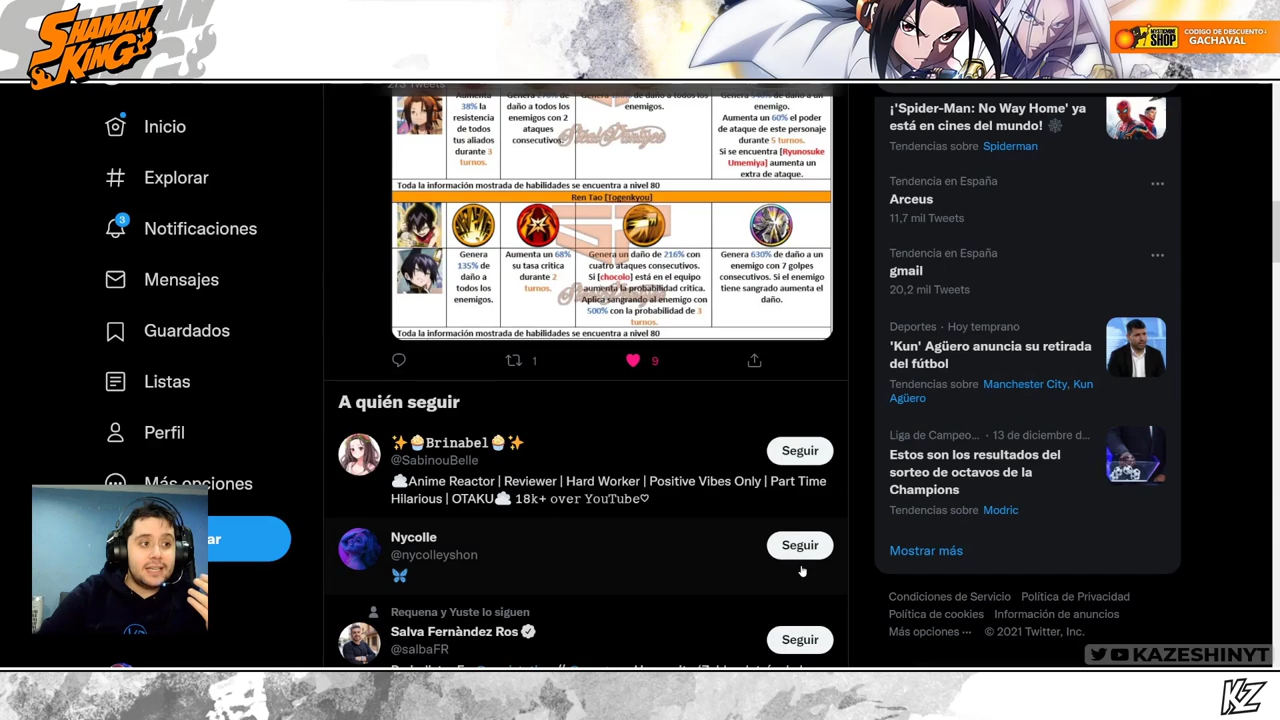 SHAMAN
KING
MYSTICMINE
SHOP
CODIGO DE DESCUENTO
GACHAVAL
Inicio
Explorar
3
Notificaciones
Mensajes
Guardados
Listas
Perfil
Más opciones
ar
273 Tweets
38% la
resistencia
de todos
tus aliados
durante 3
turnos.
daño a todos los
enemigos con 2
ataques
consecutivos.
enemigos.
enemigo.
Aumenta un 60% el poder
de ataque de este personaje
durante 5 turnos.
Si se encuentra [Ryunosuke
Umemiya] aumenta un
extra de ataque.
Toda la información mostrada de habilidades se encuentra a nivel 80
Ren Tao [Togenkyou]
Genera
135% de
daño a
todos los
enemigos.
Aumenta un 68%
su tasa critica
durante 2
turnos.
Genera un daño de 216% con
cuatro ataques consecutivos.
Si [chocolo] está en el equipo
aumenta la probabilidad critica.
Aplica sangrando al enemigo con
500% con la probabilidad de 3
turnos.
Genera 630% de daño a un
enemigo con 7 golpes
consecutivos. Si el enemigo
tiene sangrado aumenta el
daño.
Toda la información mostrada de habilidades se encuentra a nivel 80
1
9
A quién seguir
✨🧁Brinabel🧁✨
@SabinouBelle
Seguir
☁Anime Reactor | Reviewer | Hard Worker | Positive Vibes Only | Part Time
Hilarious | OTAKU☁ 18k+ over YouTube♡
Nycolle
@nycolleyshon
🦋
Seguir
Requena y Yuste lo siguen
Salva Fernàndez Ros
@salbaFR
Seguir
¡'Spider-Man: No Way Home' ya
está en cines del mundo! 🕸
Tendencias sobre Spiderman
Tendencia en España
Arceus
11,7 mil Tweets
Tendencia en España
gmail
20,2 mil Tweets
Deportes · Hoy temprano
'Kun' Agüero anuncia su retirada
del fútbol
Tendencias sobre Manchester City, Kun
Agüero
Liga de Campeo... · 13 de diciembre d...
Estos son los resultados del
sorteo de octavos de la
Champions
Tendencias sobre Modric
Mostrar más
Condiciones de Servicio Política de Privacidad
Política de cookies Información de anuncios
Más opciones ··· © 2021 Twitter, Inc.
KAZESHINYT
KZ